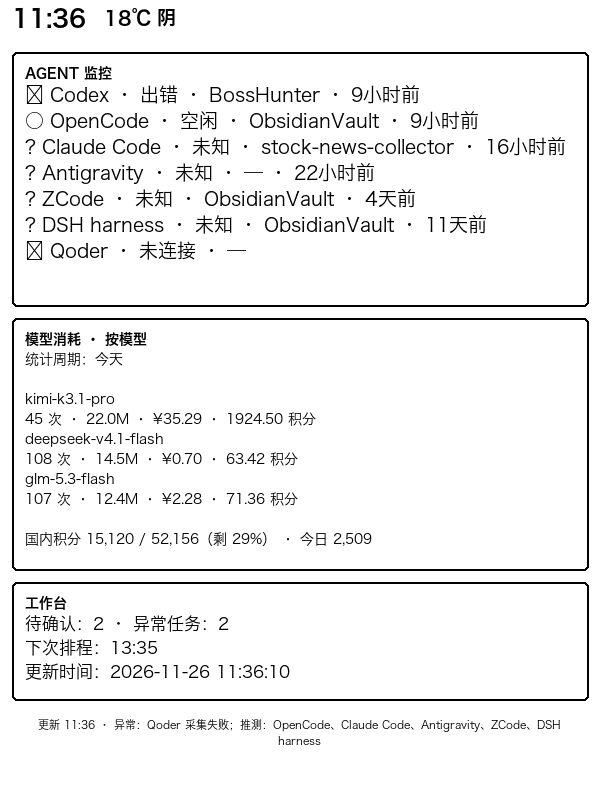 11:36 18℃ 阴
AGENT 监控
☒ Codex · 出错 · BossHunter · 9小时前
○ OpenCode · 空闲 · ObsidianVault · 9小时前
? Claude Code · 未知 · stock-news-collector · 16小时前
? Antigravity · 未知 · — · 22小时前
? ZCode · 未知 · ObsidianVault · 4天前
? DSH harness · 未知 · ObsidianVault · 11天前
☒ Qoder · 未连接 · —
模型消耗 · 按模型
统计周期：今天
kimi-k3.1-pro
45 次 · 22.0M · ¥35.29 · 1924.50 积分
deepseek-v4.1-flash
108 次 · 14.5M · ¥0.70 · 63.42 积分
glm-5.3-flash
107 次 · 12.4M · ¥2.28 · 71.36 积分
国内积分 15,120 / 52,156（剩 29%） · 今日 2,509
工作台
待确认：2 · 异常任务：2
下次排程：13:35
更新时间：2026-11-26 11:36:10
更新 11:36 · 异常：Qoder 采集失败；推测：OpenCode、Claude Code、Antigravity、ZCode、DSH
harness